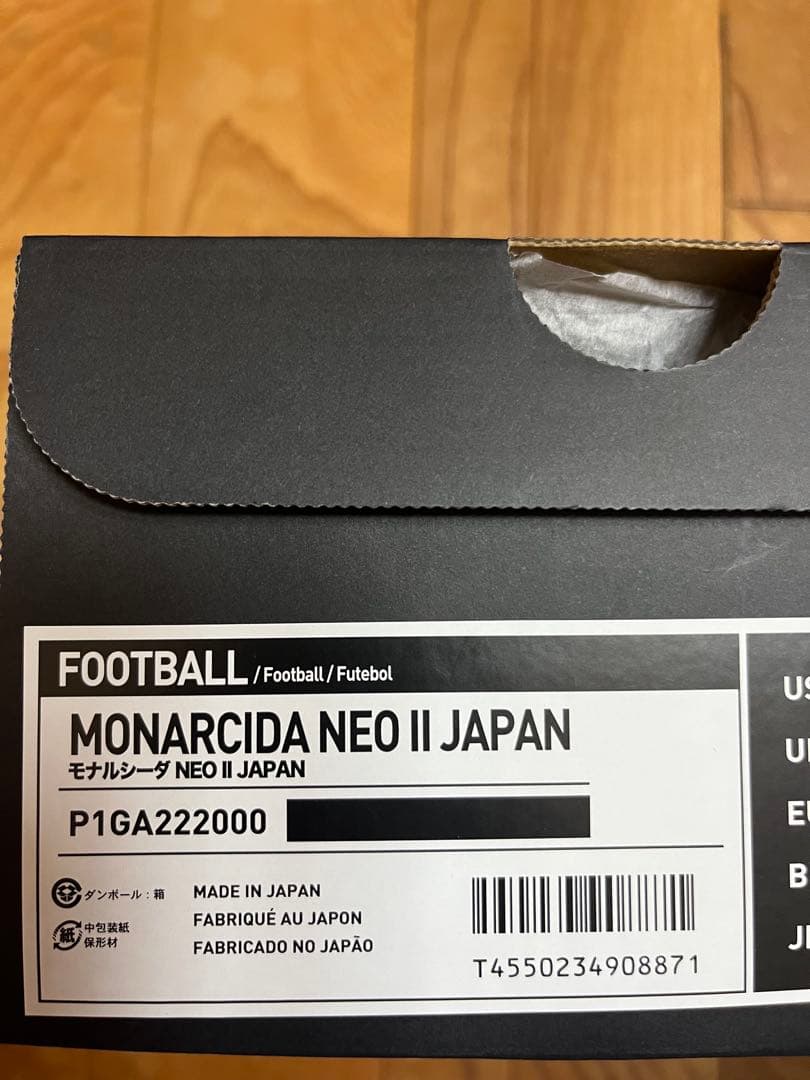 FOOTBALL / Football / Futebol
MONARCIDA NEO II JAPAN
モナルシーダ NEO II JAPAN
P1GA222000
ダンボール：箱
紙 中包装紙
保形材
MADE IN JAPAN
FABRIQUÉ AU JAPON
FABRICADO NO JAPÃO
T4550234908871